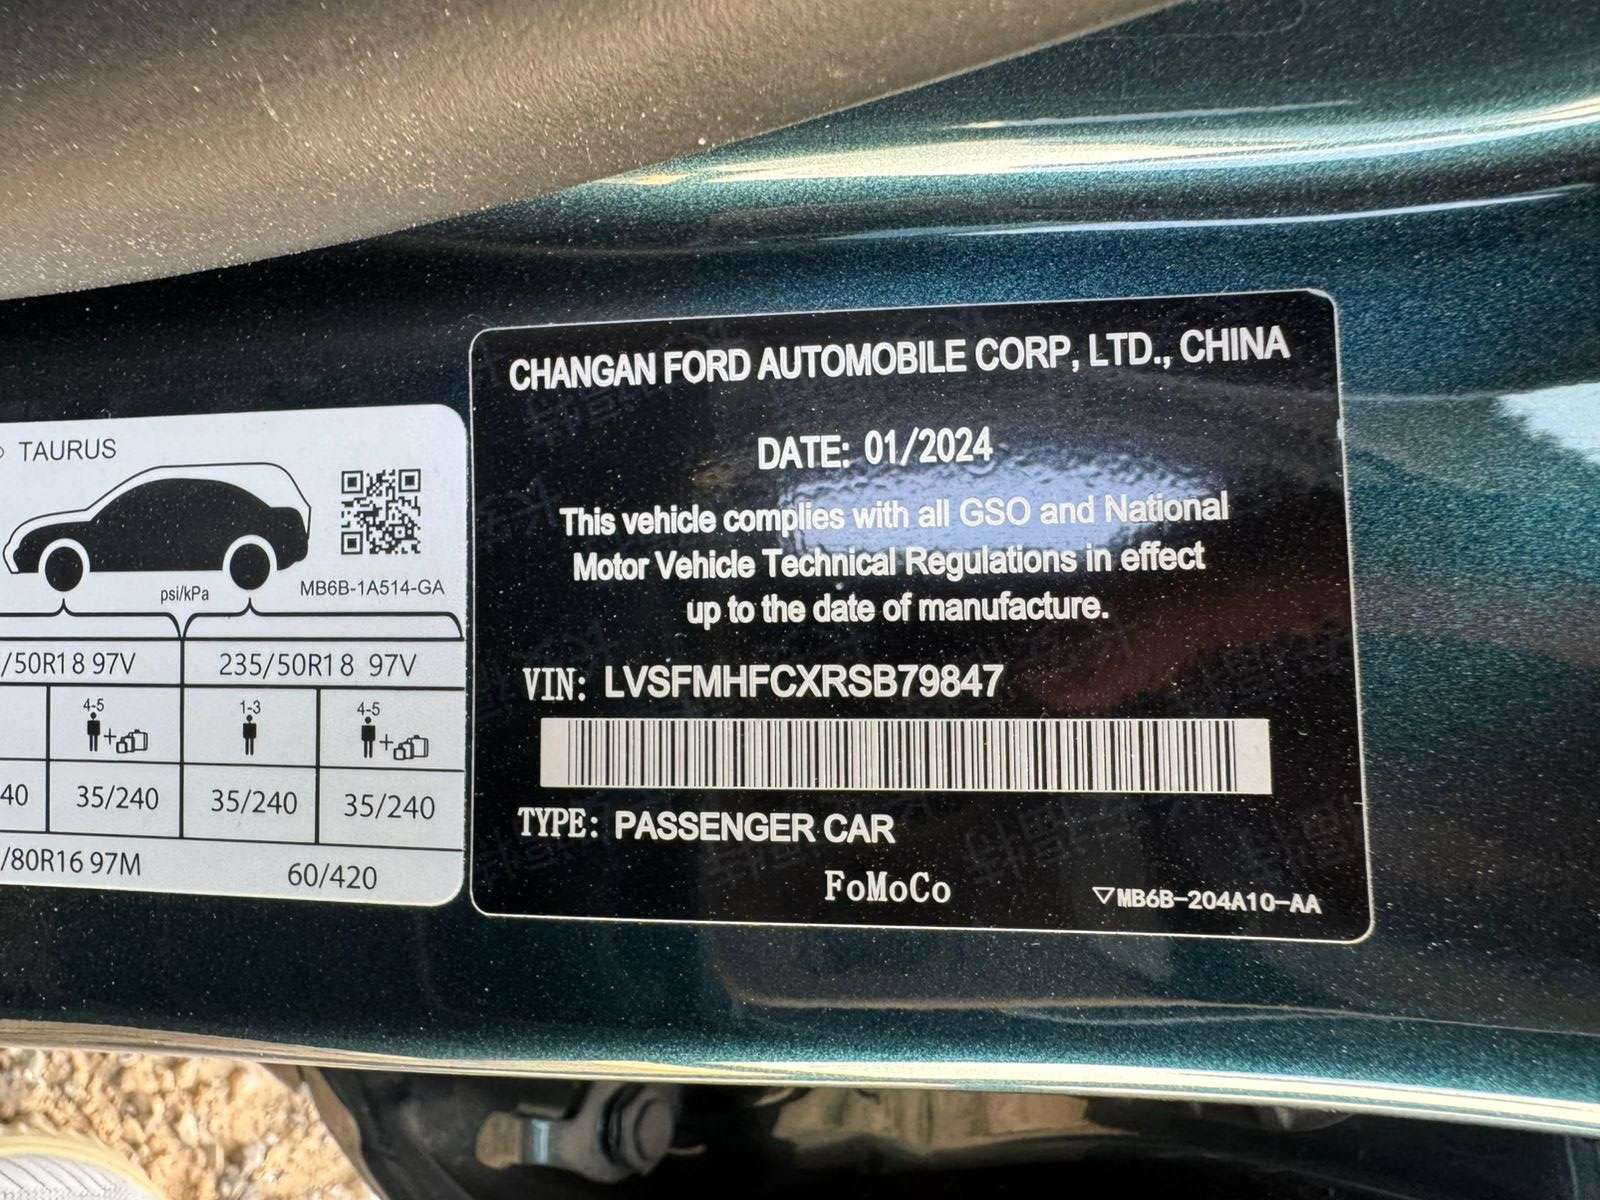 TAURUS
MB6B-1A514-GA
psi/kPa
/50R18 97V
235/50R18 97V
4-5
1-3
4-5
+
+
40
35/240
35/240
35/240
/80R16 97M
60/420
CHANGAN FORD AUTOMOBILE CORP, LTD., CHINA
DATE: 01/2024
This vehicle complies with all GSO and National
Motor Vehicle Technical Regulations in effect
up to the date of manufacture.
VIN: LVSFMHFCXRSB79847
TYPE: PASSENGER CAR
FoMoCo
▽MB6B-204A10-AA